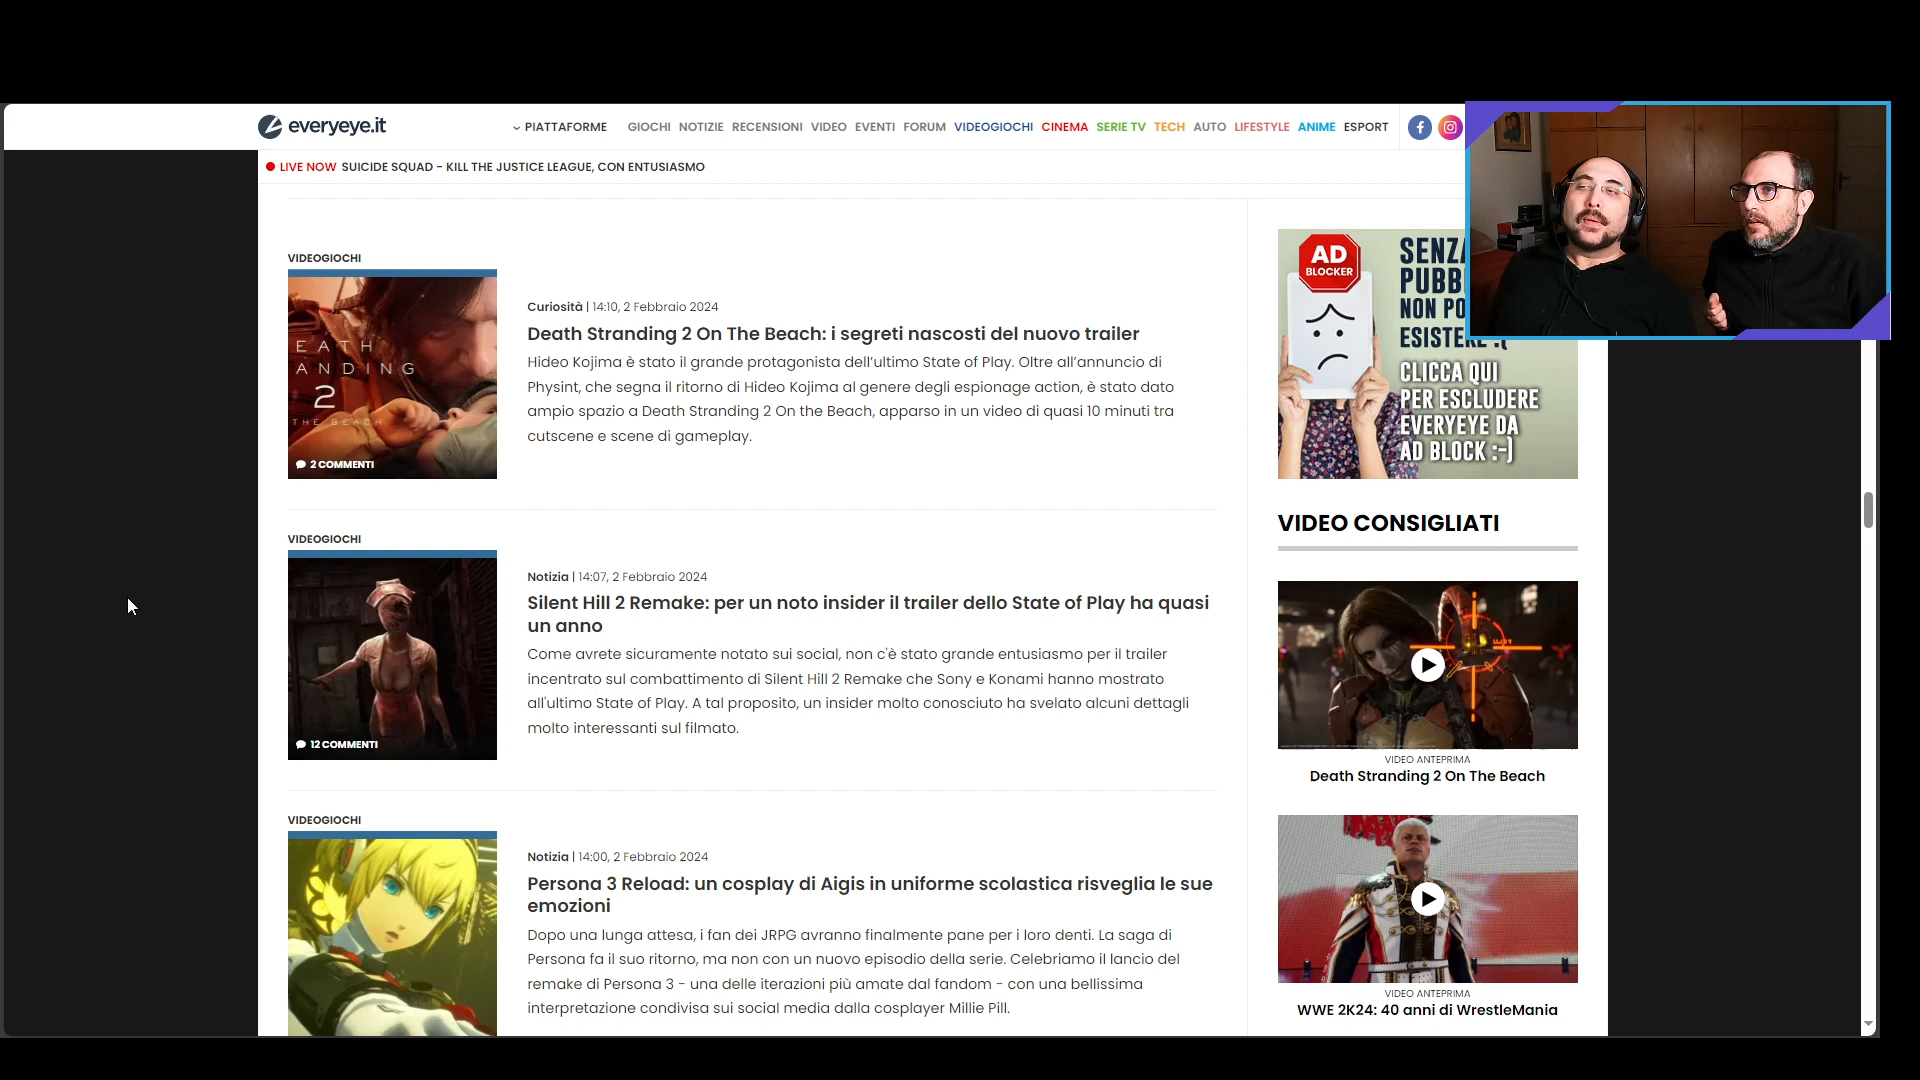 everyeye.it
PIATTAFORME GIOCHI NOTIZIE RECENSIONI VIDEO EVENTI FORUM VIDEOGIOCHI CINEMA SERIE TV TECH AUTO LIFESTYLE ANIME ESPORT
LIVE NOW SUICIDE SQUAD - KILL THE JUSTICE LEAGUE, CON ENTUSIASMO
VIDEOGIOCHI
EATH
ANDING
2
THE BEACH
2 COMMENTI
Curiosità | 14:10, 2 Febbraio 2024
Death Stranding 2 On The Beach: i segreti nascosti del nuovo trailer
Hideo Kojima è stato il grande protagonista dell'ultimo State of Play. Oltre all'annuncio di
Physint, che segna il ritorno di Hideo Kojima al genere degli espionage action, è stato dato
ampio spazio a Death Stranding 2 On the Beach, apparso in un video di quasi 10 minuti tra
cutscene e scene di gameplay.
VIDEOGIOCHI
12 COMMENTI
Notizia | 14:07, 2 Febbraio 2024
Silent Hill 2 Remake: per un noto insider il trailer dello State of Play ha quasi
un anno
Come avrete sicuramente notato sui social, non c'è stato grande entusiasmo per il trailer
incentrato sul combattimento di Silent Hill 2 Remake che Sony e Konami hanno mostrato
all'ultimo State of Play. A tal proposito, un insider molto conosciuto ha svelato alcuni dettagli
molto interessanti sul filmato.
VIDEOGIOCHI
Notizia | 14:00, 2 Febbraio 2024
Persona 3 Reload: un cosplay di Aigis in uniforme scolastica risveglia le sue
emozioni
Dopo una lunga attesa, i fan dei JRPG avranno finalmente pane per i loro denti. La saga di
Persona fa il suo ritorno, ma non con un nuovo episodio della serie. Celebriamo il lancio del
remake di Persona 3 - una delle iterazioni più amate dal fandom - con una bellissima
interpretazione condivisa sui social media dalla cosplayer Millie Pill.
AD
BLOCKER
SENZA
PUBB
NON PO
ESISTERE :(
CLICCA QUI
PER ESCLUDERE
EVERYEYE DA
AD BLOCK :-)
VIDEO CONSIGLIATI
VIDEO ANTEPRIMA
Death Stranding 2 On The Beach
VIDEO ANTEPRIMA
WWE 2K24: 40 anni di WrestleMania